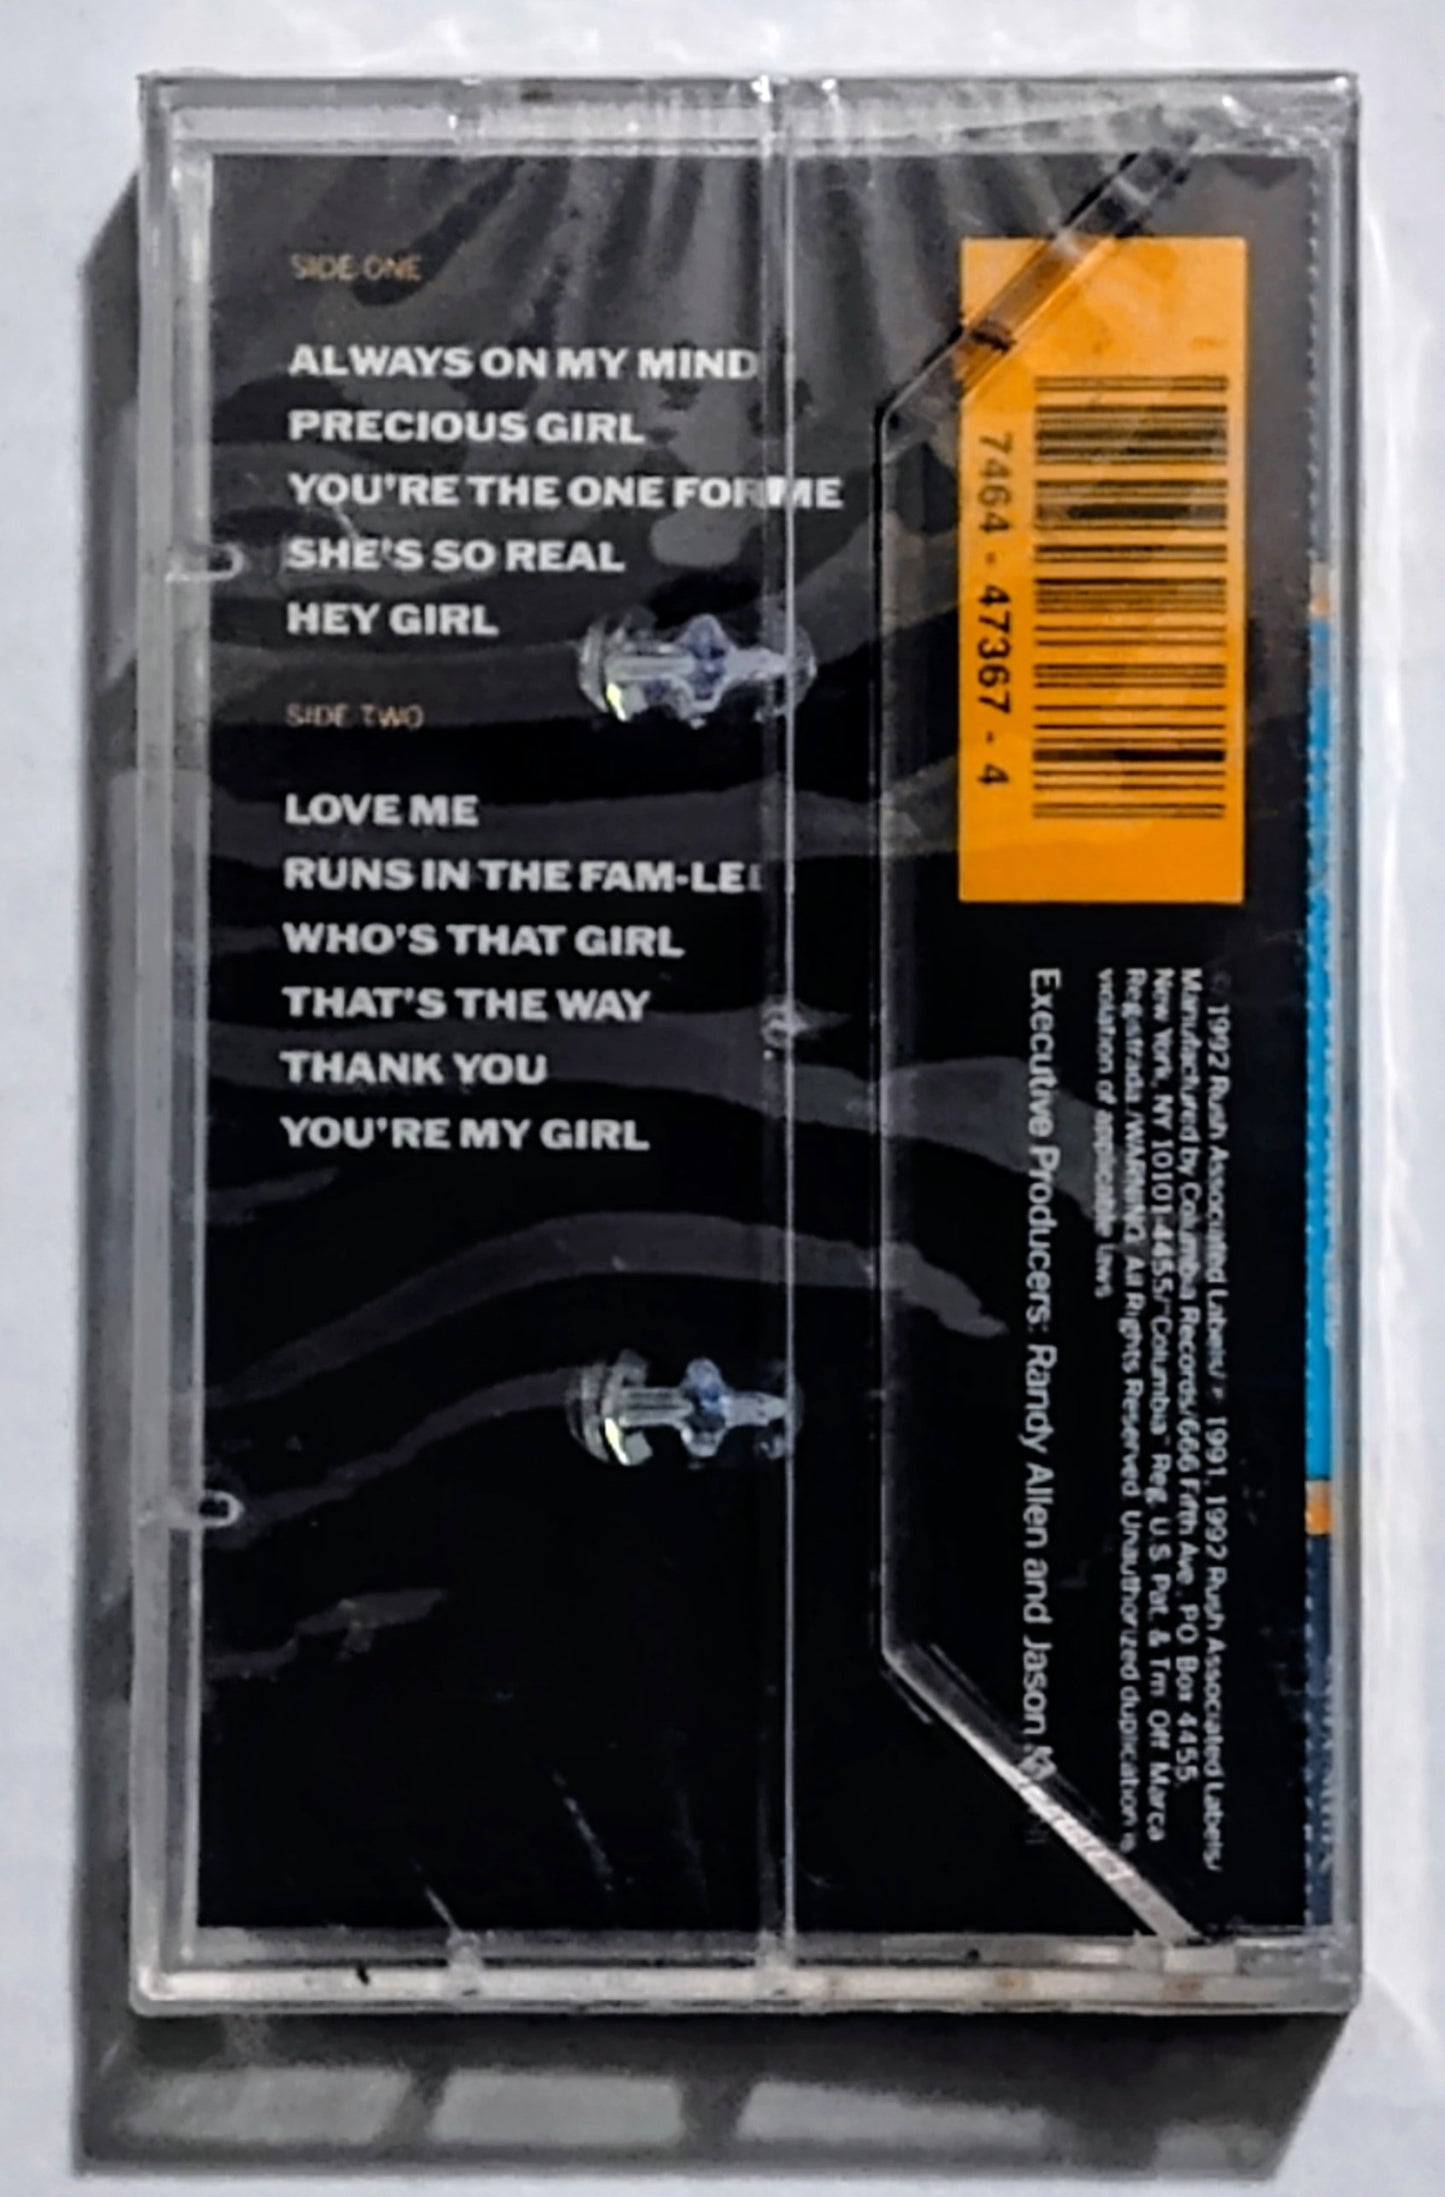 SIDE ONE
ALWAYS ON MY MIND
PRECIOUS GIRL
YOU'RE THE ONE FOR ME
SHE'S SO REAL
HEY GIRL
SIDE TWO
LOVE ME
RUNS IN THE FAM-LEE
WHO'S THAT GIRL
THAT'S THE WAY
THANK YOU
YOU'RE MY GIRL
7464 - 47367 - 4
© 1992 Rush Associated Labels/ ℗ 1991, 1992 Rush Associated Labels/
Manufactured by Columbia Records/666 Fifth Ave., P.O. Box 4455,
New York, NY 10101-4455/"Columbia" Reg. U.S. Pat. & Tm. Off. Marca
Registrada./WARNING: All Rights Reserved. Unauthorized duplication is
violation of applicable laws.
Executive Producers: Randy Allen and Jason